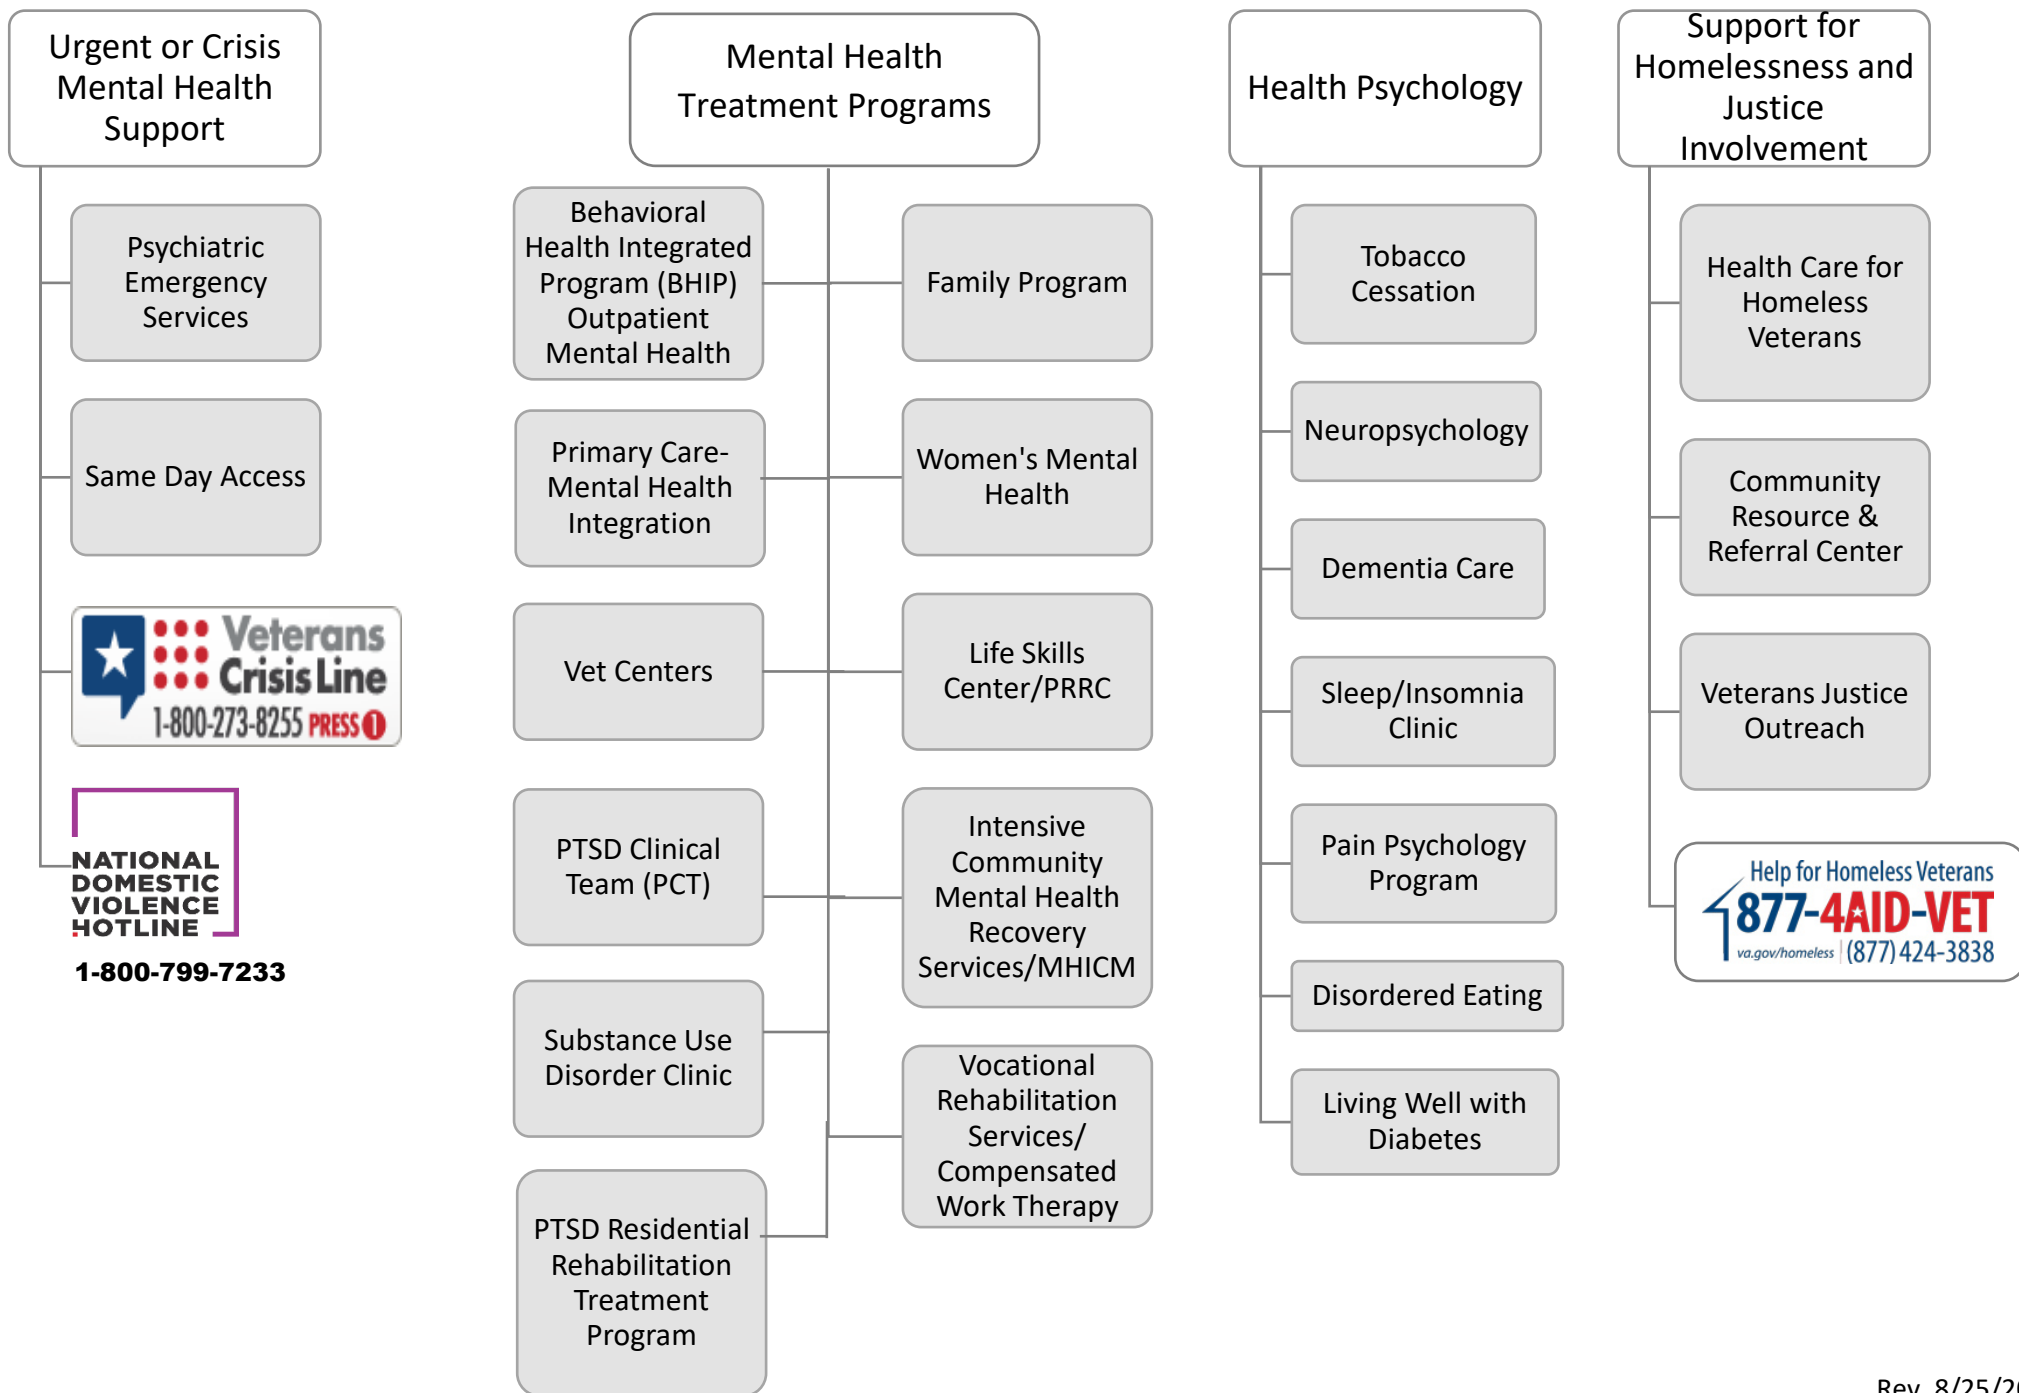 Urgent or Crisis
Mental Health
Support
Psychiatric
Emergency
Services
Same Day Access
Veterans
Crisis Line
1-800-273-8255 PRESS 1
NATIONAL
DOMESTIC
VIOLENCE
HOTLINE
1-800-799-7233
Mental Health
Treatment Programs
Behavioral
Health Integrated
Program (BHIP)
Outpatient
Mental Health
Primary Care-
Mental Health
Integration
Vet Centers
PTSD Clinical
Team (PCT)
Substance Use
Disorder Clinic
PTSD Residential
Rehabilitation
Treatment
Program
Family Program
Women's Mental
Health
Life Skills
Center/PRRC
Intensive
Community
Mental Health
Recovery
Services/MHICM
Vocational
Rehabilitation
Services/
Compensated
Work Therapy
Health Psychology
Tobacco
Cessation
Neuropsychology
Dementia Care
Sleep/Insomnia
Clinic
Pain Psychology
Program
Disordered Eating
Living Well with
Diabetes
Support for
Homelessness and
Justice
Involvement
Health Care for
Homeless
Veterans
Community
Resource &
Referral Center
Veterans Justice
Outreach
Help for Homeless Veterans
877-4AID-VET
va.gov/homeless | (877) 424-3838
Rev. 8/25/20